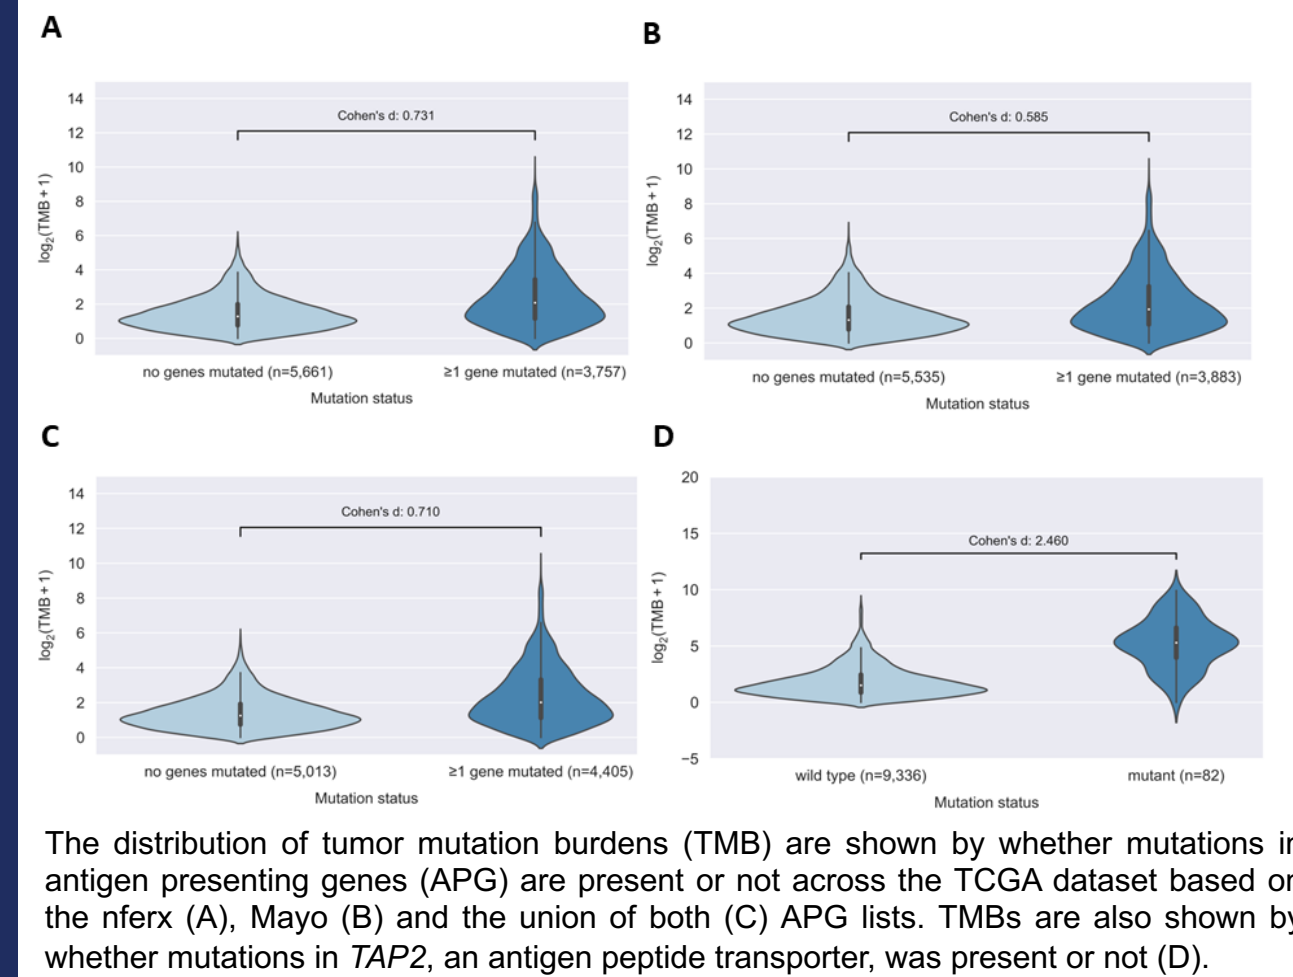 A
14
12
10
8
6
4
2
0
log2(TMB + 1)
Cohen's d: 0.731
no genes mutated (n=5,661)
≥1 gene mutated (n=3,757)
Mutation status
B
14
12
10
8
6
4
2
0
log2(TMB + 1)
Cohen's d: 0.585
no genes mutated (n=5,535)
≥1 gene mutated (n=3,883)
Mutation status
C
14
12
10
8
6
4
2
0
log2(TMB + 1)
Cohen's d: 0.710
no genes mutated (n=5,013)
≥1 gene mutated (n=4,405)
Mutation status
D
20
15
10
5
0
−5
log2(TMB + 1)
Cohen's d: 2.460
wild type (n=9,336)
mutant (n=82)
Mutation status
The distribution of tumor mutation burdens (TMB) are shown by whether mutations in
antigen presenting genes (APG) are present or not across the TCGA dataset based on
the nferx (A), Mayo (B) and the union of both (C) APG lists. TMBs are also shown by
whether mutations in TAP2, an antigen peptide transporter, was present or not (D).